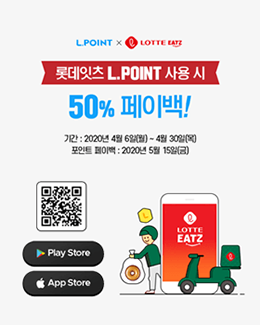 L.POINT × LOTTE EATZ
롯데잇츠 L.POINT 사용 시
50% 페이백!
기간 : 2020년 4월 6일(월) ~ 4월 30일(목)
포인트 페이백 : 2020년 5월 15일(금)
Play Store
App Store
L
LOTTE
EATZ